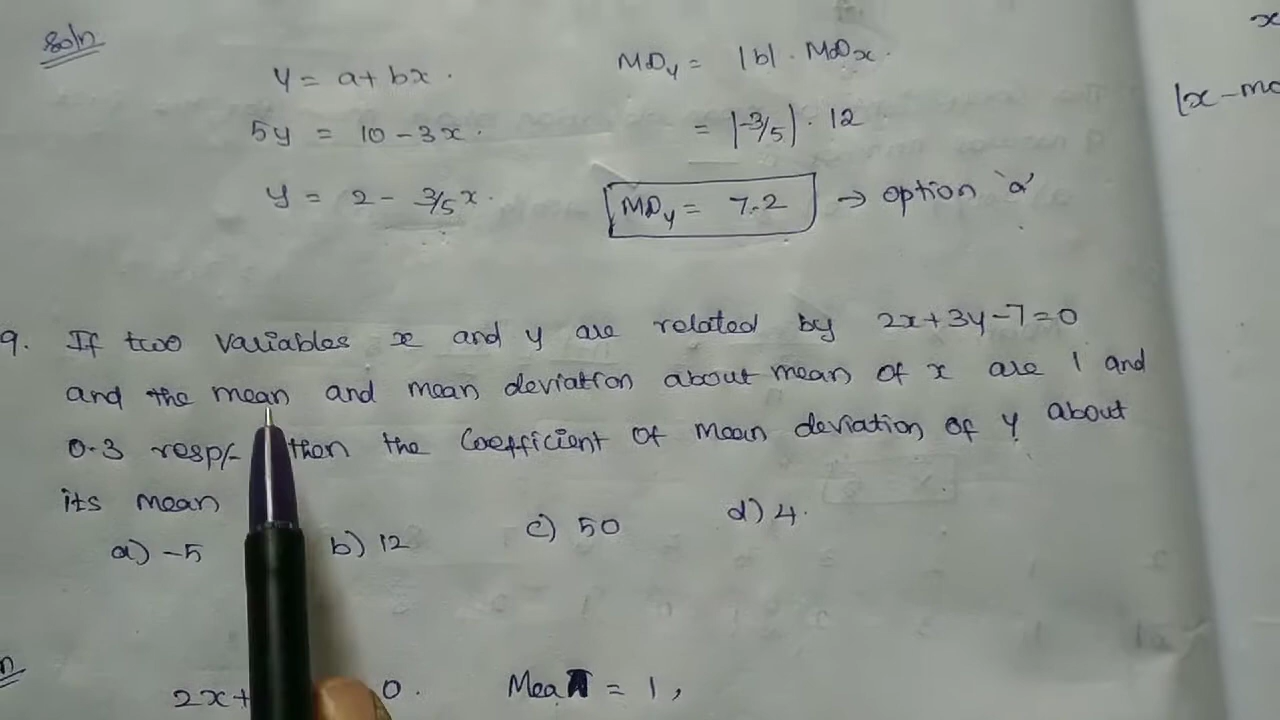 Soln
y = a + bx.
MDy = |b| . MDx.
5y = 10 - 3x.
= |-3/5| . 12
y = 2 - 3/5 x.
MDy = 7.2 → option 'a'
x
|x - 
9. If two variables x and y are related by 2x+3y-7=0
and the mean and mean deviation about mean of x are 1 and
0.3 resp/- then the Coefficient of mean deviation of y about
its mean
a) -5 b) 12 c) 50 d) 4.
2x+ 0. Mean = 1,